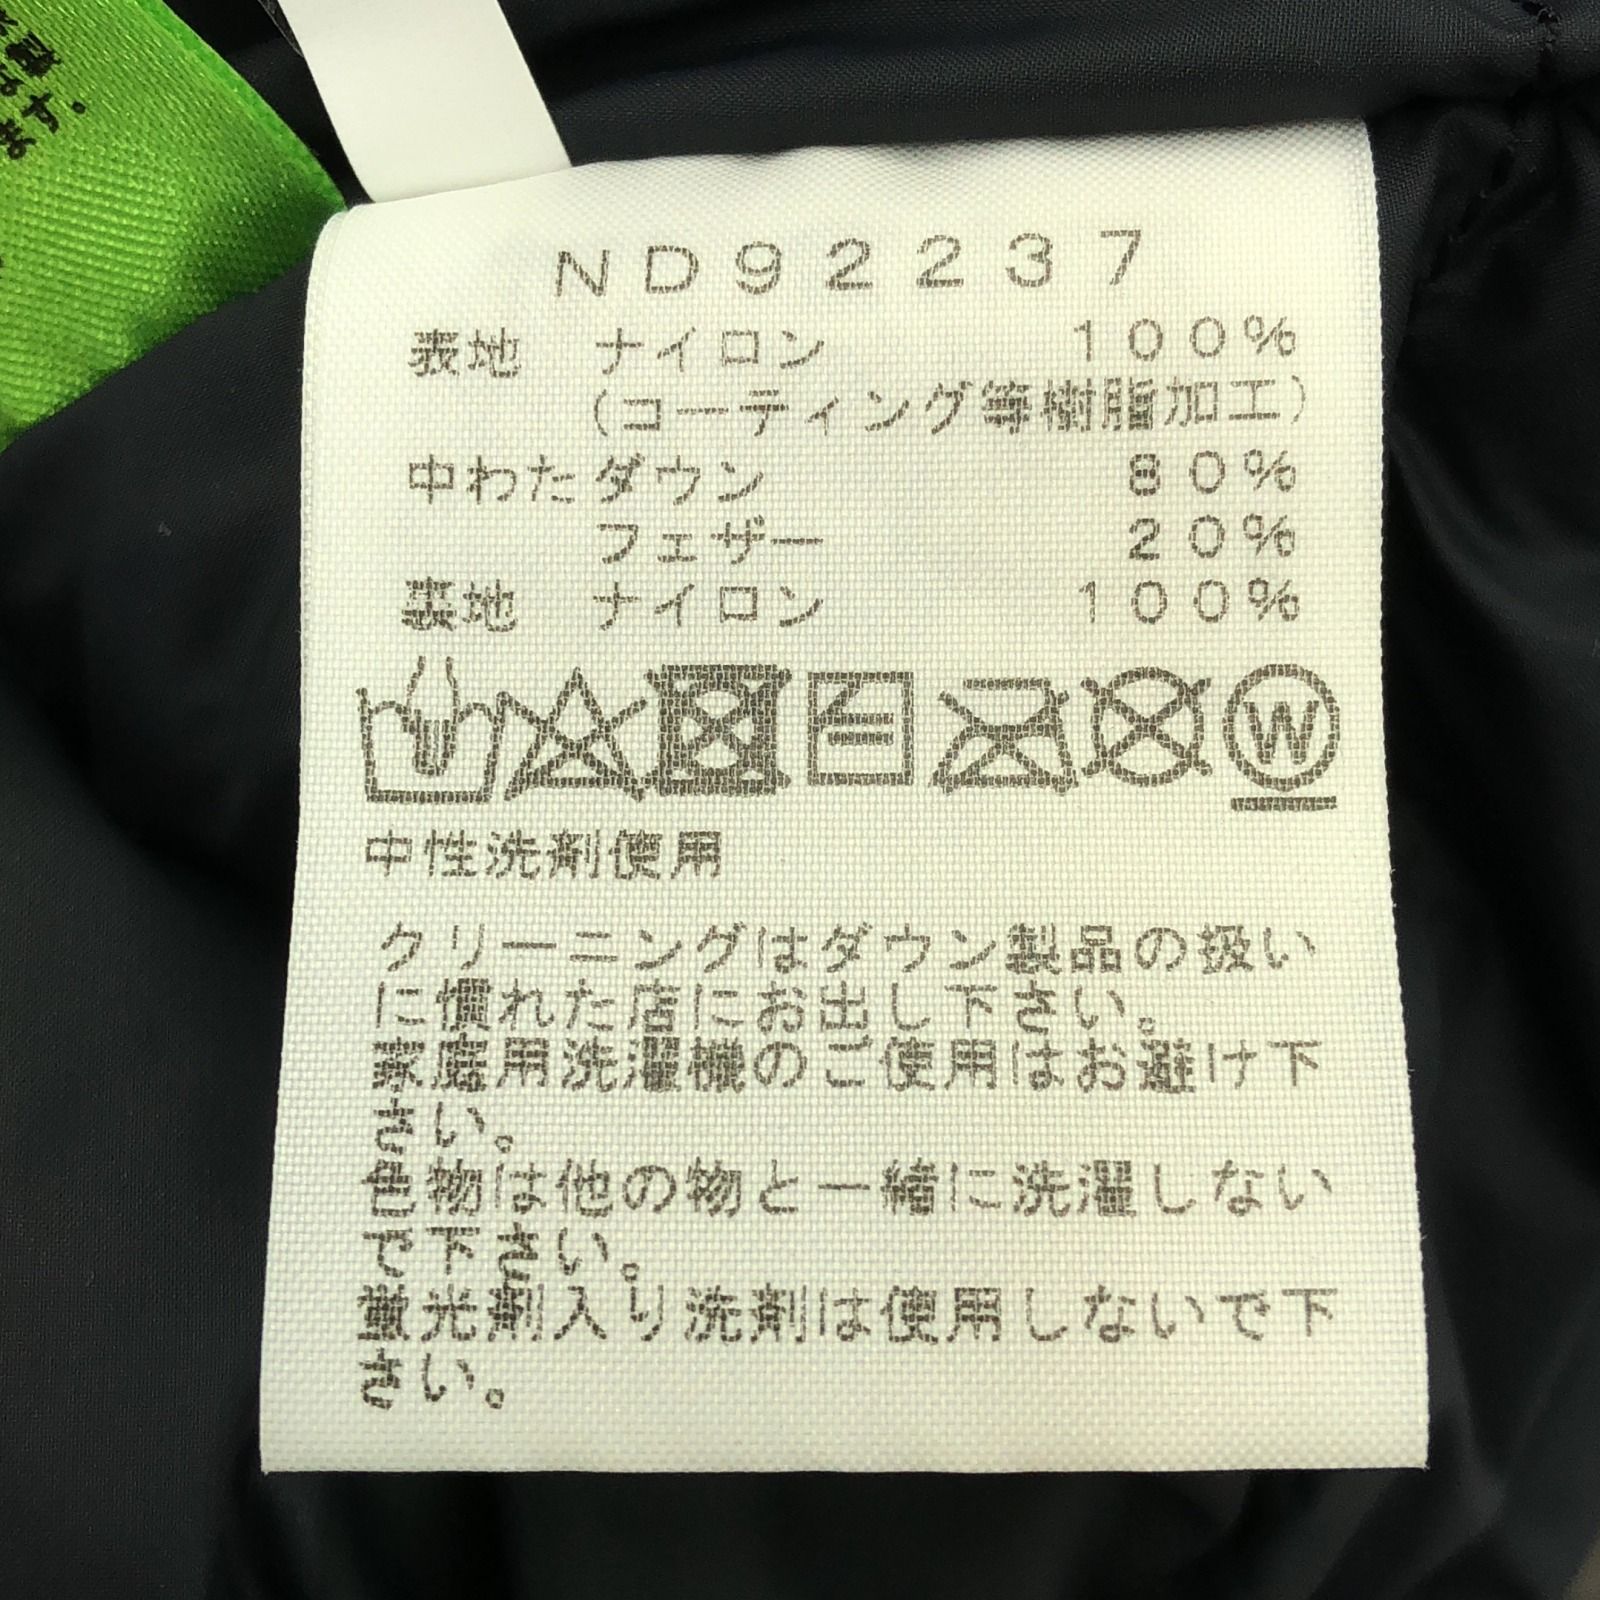 ます。
ND92237
表地 ナイロン 100%
(コーティング等樹脂加工)
中わた ダウン 80%
フェザー 20%
裏地 ナイロン 100%
W
中性洗剤使用
クリーニングはダウン製品の扱い
に慣れた店にお出し下さい。
家庭用洗濯機のご使用はお避け下
さい。
色物は他の物と一緒に洗濯しない
で下さい。
蛍光剤入り洗剤は使用しないで下
さい。